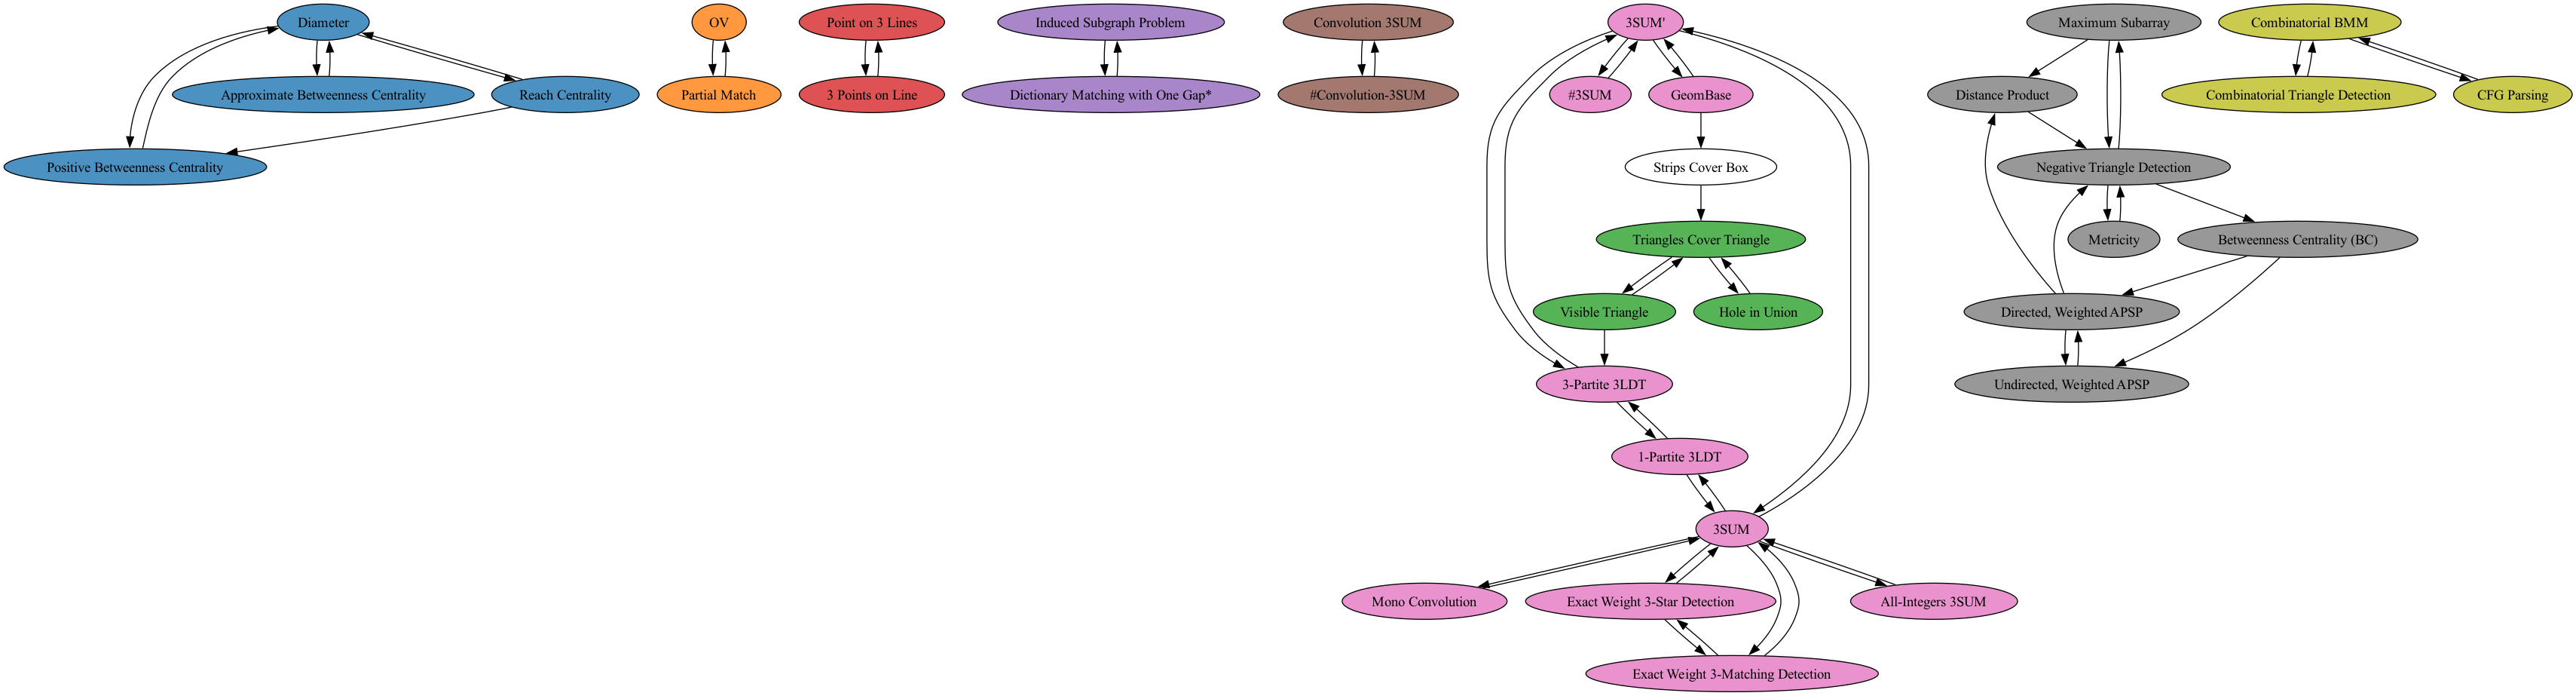 Diameter
OV
Point on 3 Lines
Induced Subgraph Problem
Convolution 3SUM
3SUM'
Maximum Subarray
Combinatorial BMM
Approximate Betweenness Centrality
Reach Centrality
Partial Match
3 Points on Line
Dictionary Matching with One Gap*
#Convolution-3SUM
#3SUM
GeomBase
Distance Product
Combinatorial Triangle Detection
CFG Parsing
Positive Betweenness Centrality
Strips Cover Box
Negative Triangle Detection
Triangles Cover Triangle
Metricity
Betweenness Centrality (BC)
Visible Triangle
Hole in Union
Directed, Weighted APSP
3-Partite 3LDT
Undirected, Weighted APSP
1-Partite 3LDT
3SUM
Mono Convolution
Exact Weight 3-Star Detection
All-Integers 3SUM
Exact Weight 3-Matching Detection